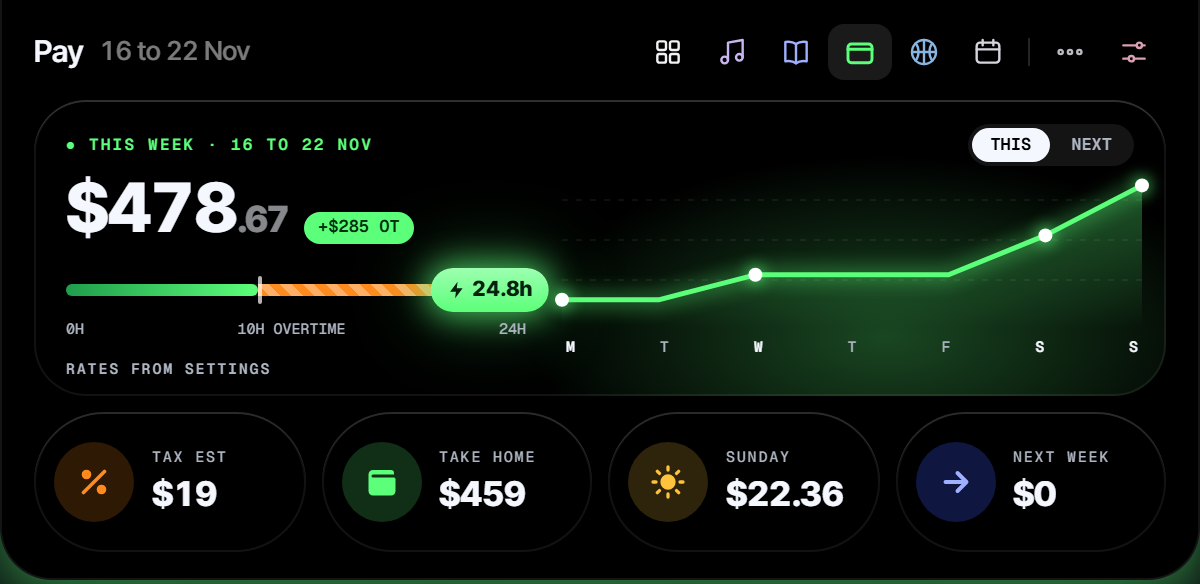 Pay 16 to 22 Nov
THIS WEEK · 16 TO 22 NOV
THIS NEXT
$478.67 +$285 OT
24.8h
0H 10H OVERTIME 24H
M T W T F S S
RATES FROM SETTINGS
TAX EST
$19
TAKE HOME
$459
SUNDAY
$22.36
NEXT WEEK
$0